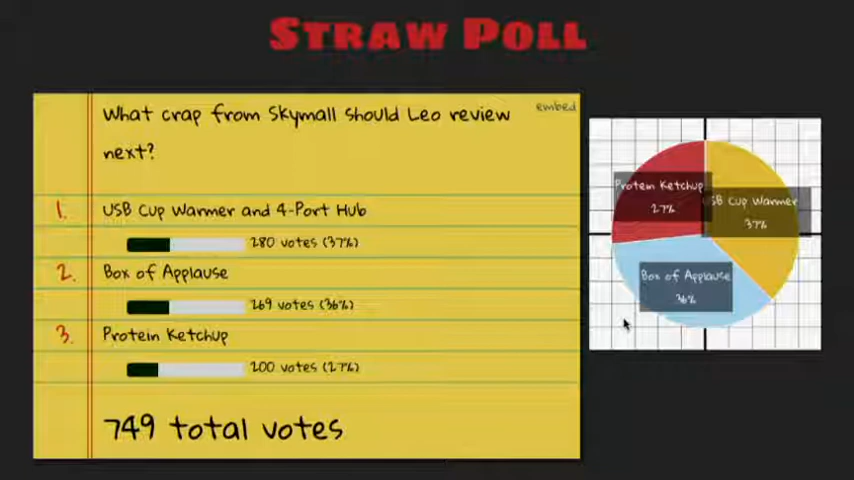 STRAW POLL
embed
What crap from Skymall should Leo review
next?
1. USB Cup Warmer and 4-Port Hub
280 votes (37%)
2. Box of Applause
269 votes (36%)
3. Protein Ketchup
200 votes (27%)
749 total votes
Protein Ketchup
27%
USB Cup Warmer
37%
Box of Applause
36%